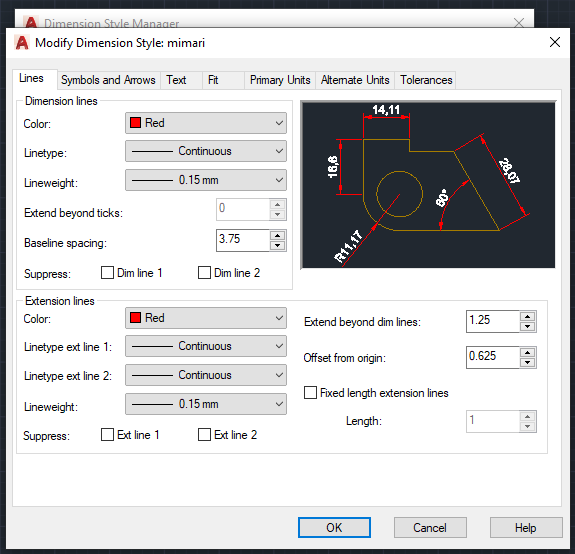 Dimension Style Manager
Modify Dimension Style: mimari
Lines Symbols and Arrows Text Fit Primary Units Alternate Units Tolerances
Dimension lines
Color: Red
Linetype: Continuous
Lineweight: 0.15 mm
Extend beyond ticks: 0
Baseline spacing: 3.75
Suppress: Dim line 1 Dim line 2
14,11
16,6
28,07
60°
R11,17
Extension lines
Color: Red
Linetype ext line 1: Continuous
Linetype ext line 2: Continuous
Lineweight: 0.15 mm
Suppress: Ext line 1 Ext line 2
Extend beyond dim lines: 1.25
Offset from origin: 0.625
Fixed length extension lines
Length: 1
OK Cancel Help